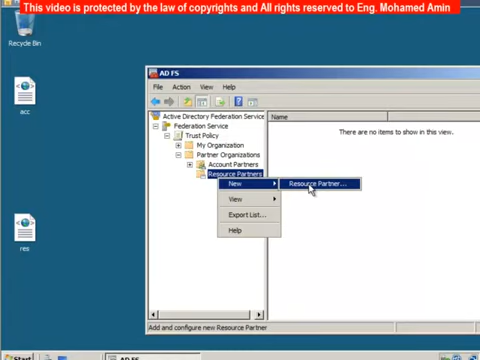 This video is protected by the law of copyrights and All rights reserved to Eng. Mohamed Amin
Recycle Bin
acc
res
AD FS
File Action View Help
Active Directory Federation Service
Federation Service
Trust Policy
My Organization
Partner Organizations
Account Partners
Resource Partners
Name
There are no items to show in this view.
New
Resource Partner...
View
Export List...
Help
Add and configure new Resource Partner
Start
AD FS